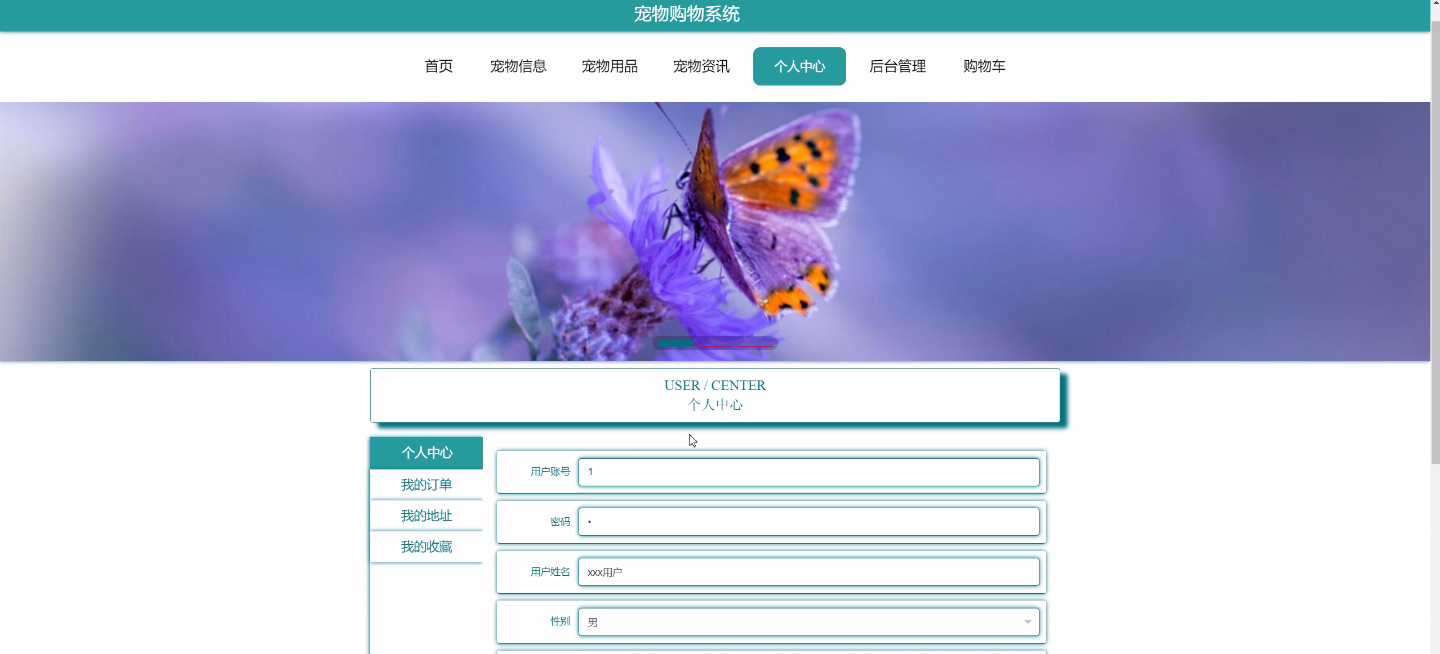 宠物购物系统
首页 宠物信息 宠物用品 宠物资讯 个人中心 后台管理 购物车
USER / CENTER
个人中心
个人中心
我的订单
我的地址
我的收藏
用户账号 1
密码 •
用户姓名 xxx用户
性别 男